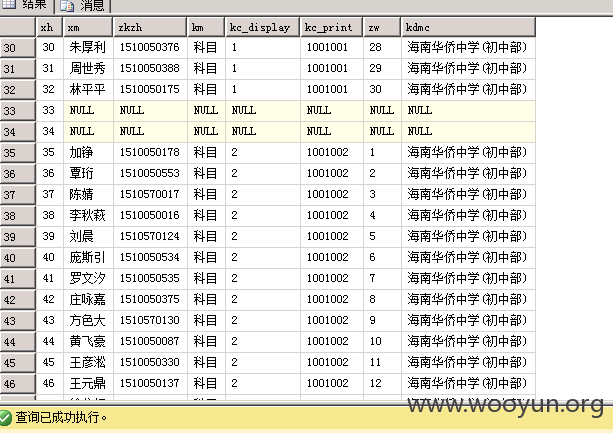 结果 消息
xh xm zkzh km kc_display kc_print zw kdmc
30 30 朱厚利 1510050376 科目 1 1001001 28 海南华侨中学(初中部)
31 31 周世秀 1510050388 科目 1 1001001 29 海南华侨中学(初中部)
32 32 林平平 1510050175 科目 1 1001001 30 海南华侨中学(初中部)
33 33 NULL NULL NULL NULL NULL NULL NULL
34 34 NULL NULL NULL NULL NULL NULL NULL
35 35 加铮 1510050178 科目 2 1001002 1 海南华侨中学(初中部)
36 36 覃珩 1510050553 科目 2 1001002 2 海南华侨中学(初中部)
37 37 陈婧 1510570017 科目 2 1001002 3 海南华侨中学(初中部)
38 38 李秋萩 1510050016 科目 2 1001002 4 海南华侨中学(初中部)
39 39 刘晨 1510570124 科目 2 1001002 5 海南华侨中学(初中部)
40 40 庞斯引 1510050534 科目 2 1001002 6 海南华侨中学(初中部)
41 41 罗文汐 1510050535 科目 2 1001002 7 海南华侨中学(初中部)
42 42 庄咏嘉 1510050375 科目 2 1001002 8 海南华侨中学(初中部)
43 43 方色大 1510570130 科目 2 1001002 9 海南华侨中学(初中部)
44 44 黄飞豪 1510050087 科目 2 1001002 10 海南华侨中学(初中部)
45 45 王彦淞 1510050330 科目 2 1001002 11 海南华侨中学(初中部)
46 46 王元鼎 1510050137 科目 2 1001002 12 海南华侨中学(初中部)
查询已成功执行。
www.wooyun.org